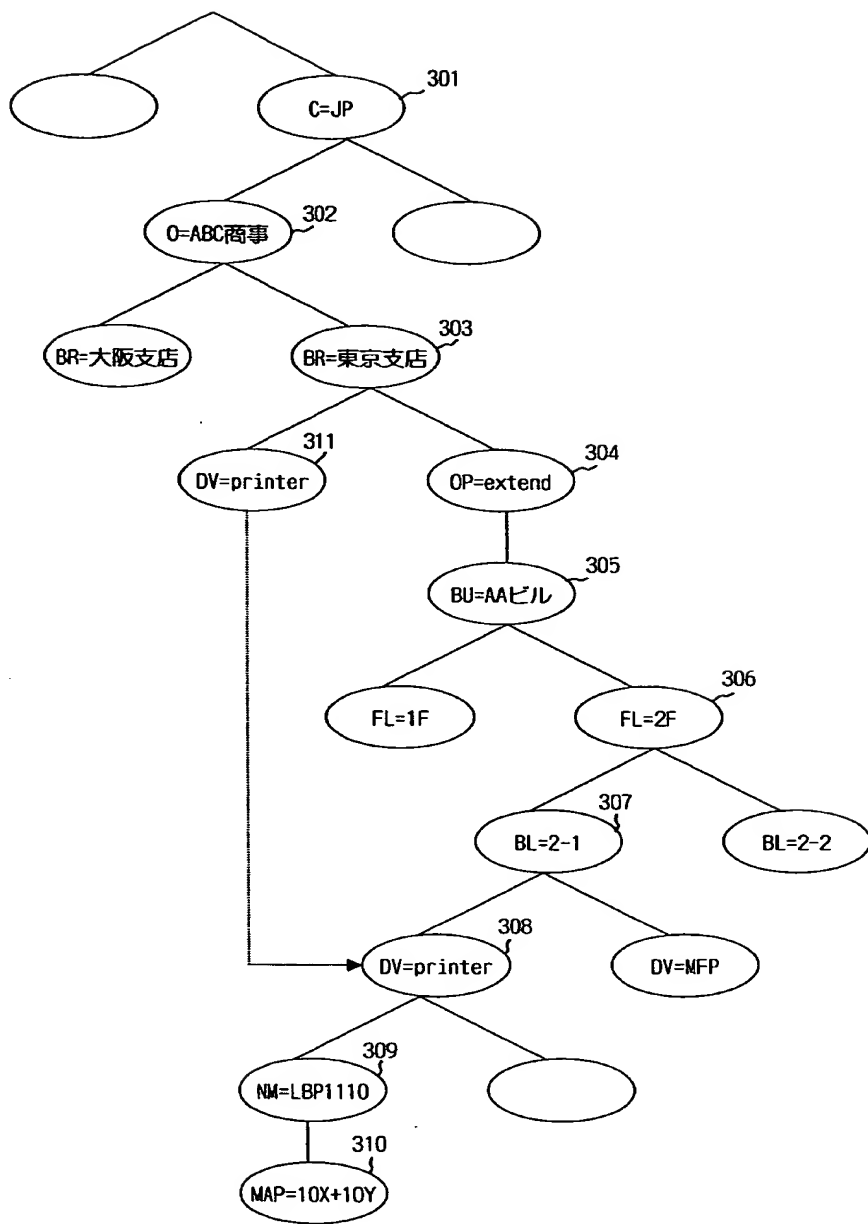 301
C=JP
302
O=ABC商事
303
BR=大阪支店
BR=東京支店
311
304
DV=printer
OP=extend
305
BU=AAビル
306
FL=1F
FL=2F
307
BL=2-1
BL=2-2
308
DV=printer
DV=MFP
309
NM=LBP1110
310
MAP=10X+10Y